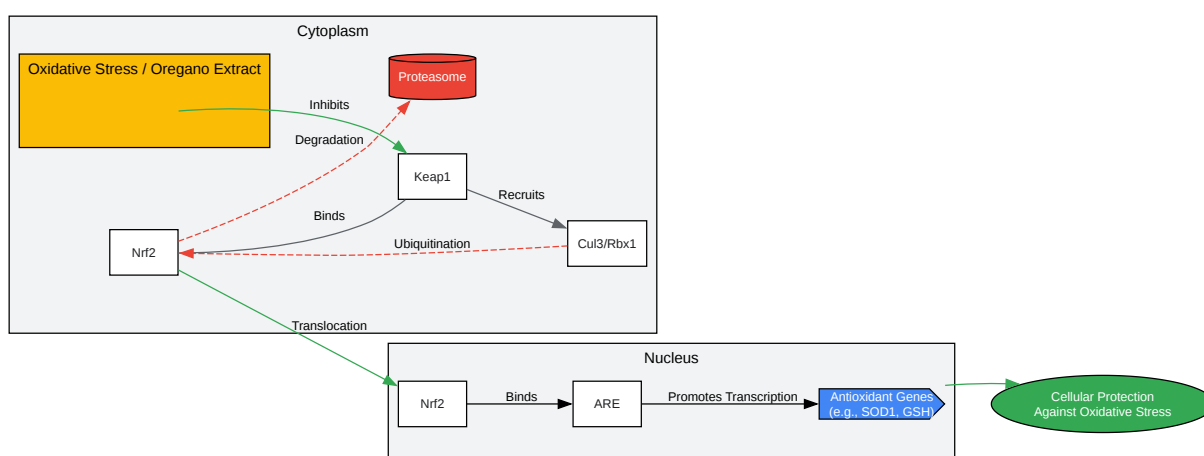 Cytoplasm
Oxidative Stress / Oregano Extract
Proteasome
Inhibits
Degradation
Keap1
Recruits
Binds
Nrf2
Ubiquitination
Cul3/Rbx1
Translocation
Nucleus
Nrf2
Binds
ARE
Promotes Transcription
Antioxidant Genes
(e.g., SOD1, GSH)
Cellular Protection
Against Oxidative Stress